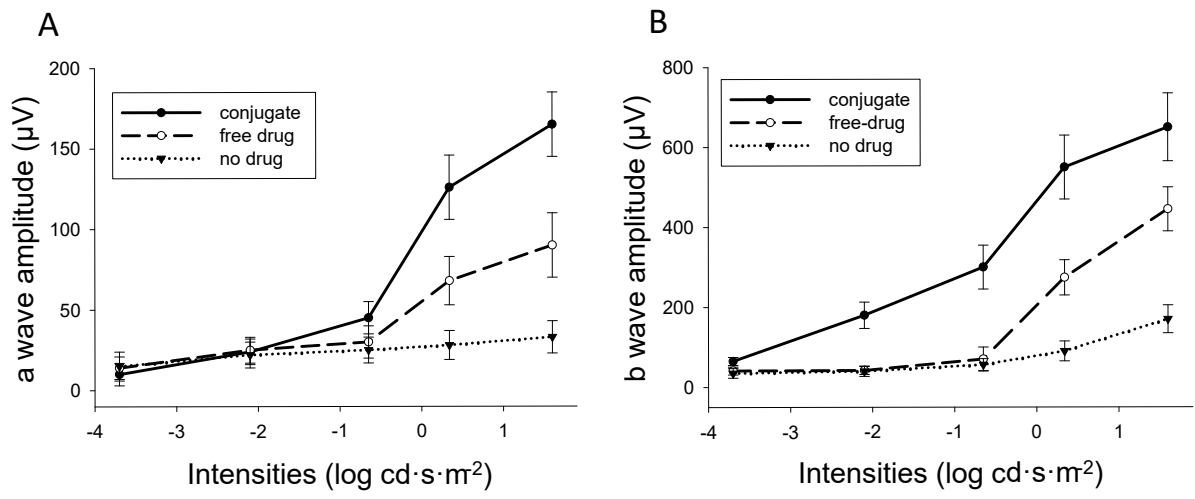 A
a wave amplitude (µV)
200
150
100
50
0
conjugate
free drug
no drug
-4
-3
-2
-1
0
1
Intensities (log cd·s·m-2)
B
b wave amplitude (µV)
800
600
400
200
0
conjugate
free-drug
no drug
-4
-3
-2
-1
0
1
Intensities (log cd·s·m-2)